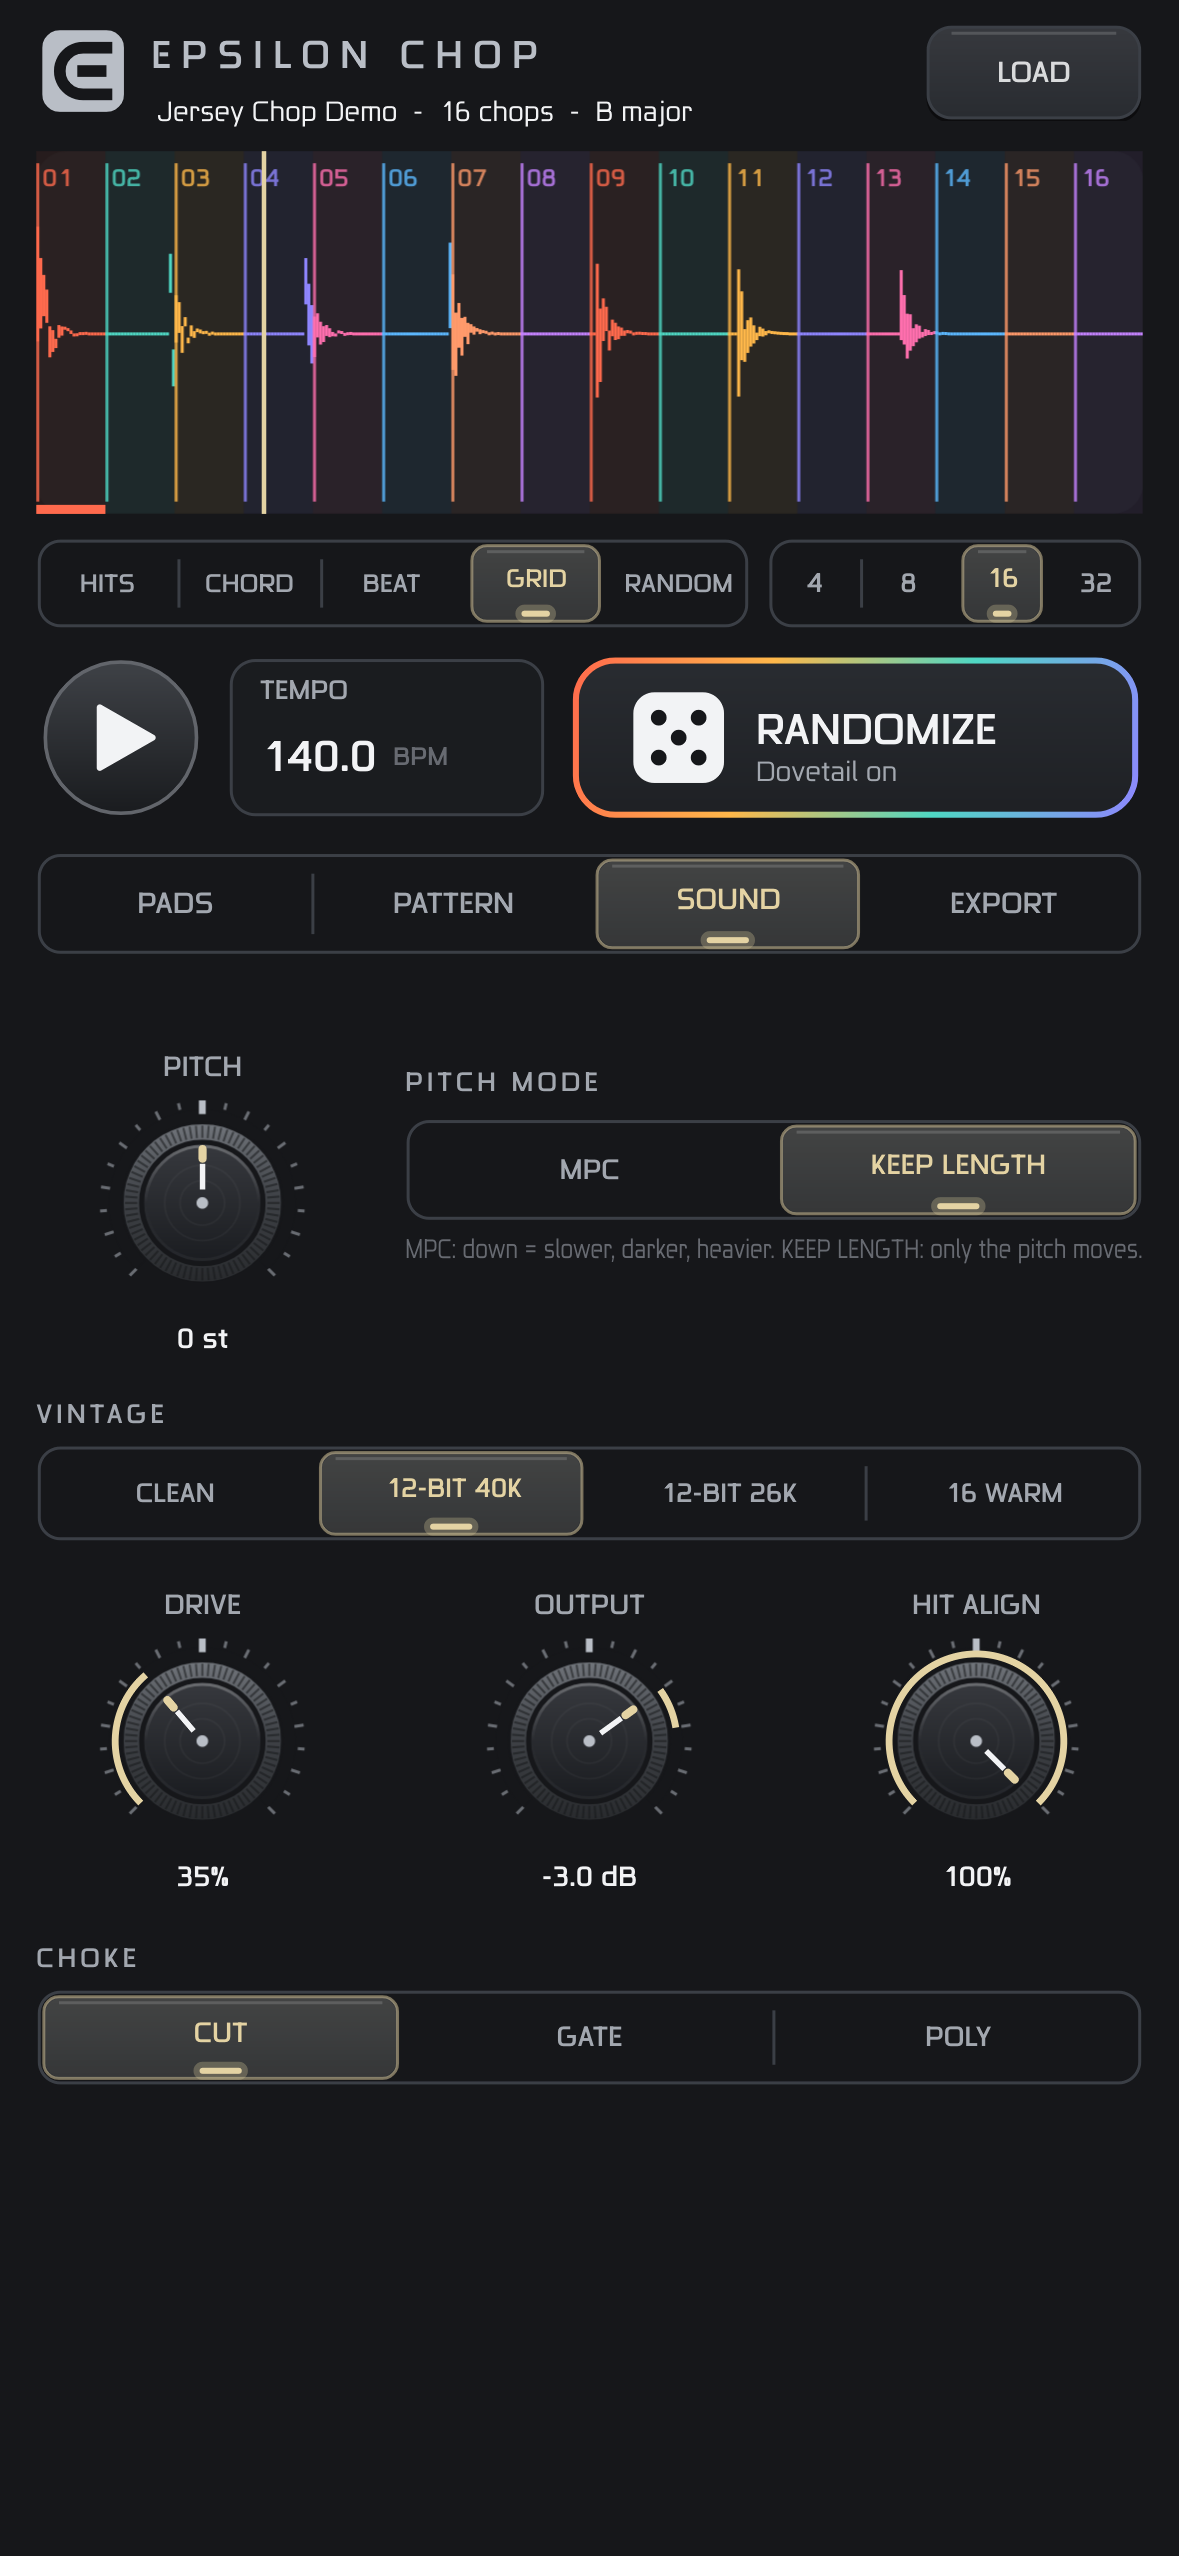 EPSILON CHOP
LOAD
Jersey Chop Demo - 16 chops - B major
01 02 03 04 05 06 07 08 09 10 11 12 13 14 15 16
HITS CHORD BEAT GRID RANDOM 4 8 16 32
TEMPO
140.0 BPM
RANDOMIZE
Dovetail on
PADS PATTERN SOUND EXPORT
PITCH
0 st
PITCH MODE
MPC KEEP LENGTH
MPC: down = slower, darker, heavier. KEEP LENGTH: only the pitch moves.
VINTAGE
CLEAN 12-BIT 40K 12-BIT 26K 16 WARM
DRIVE OUTPUT HIT ALIGN
35% -3.0 dB 100%
CHOKE
CUT GATE POLY